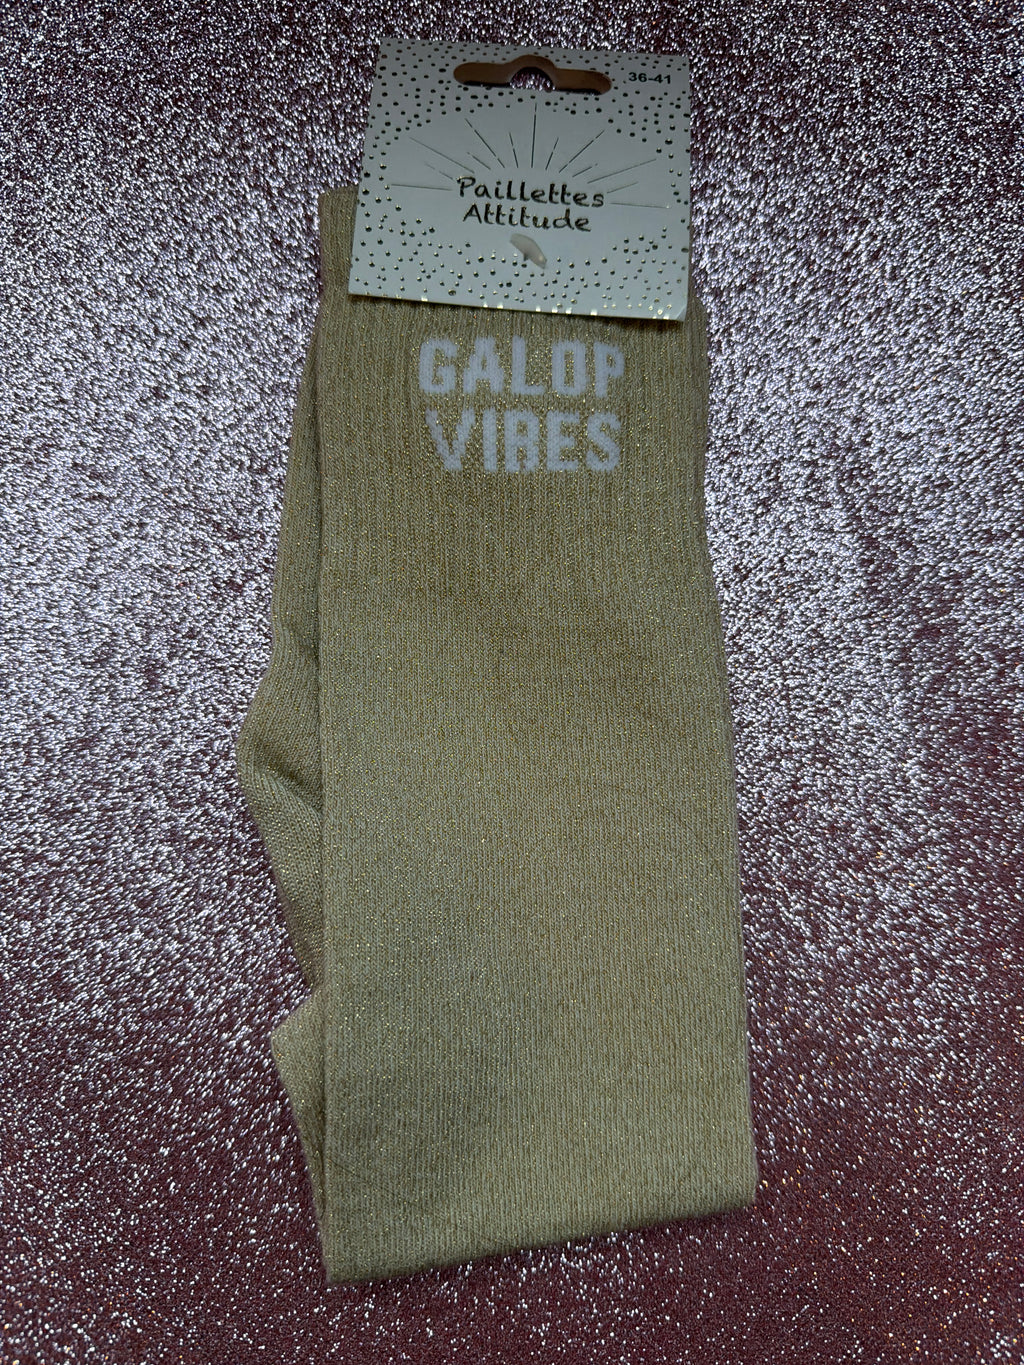 36-41
Paillettes
Attitude
GALOP
VIBES